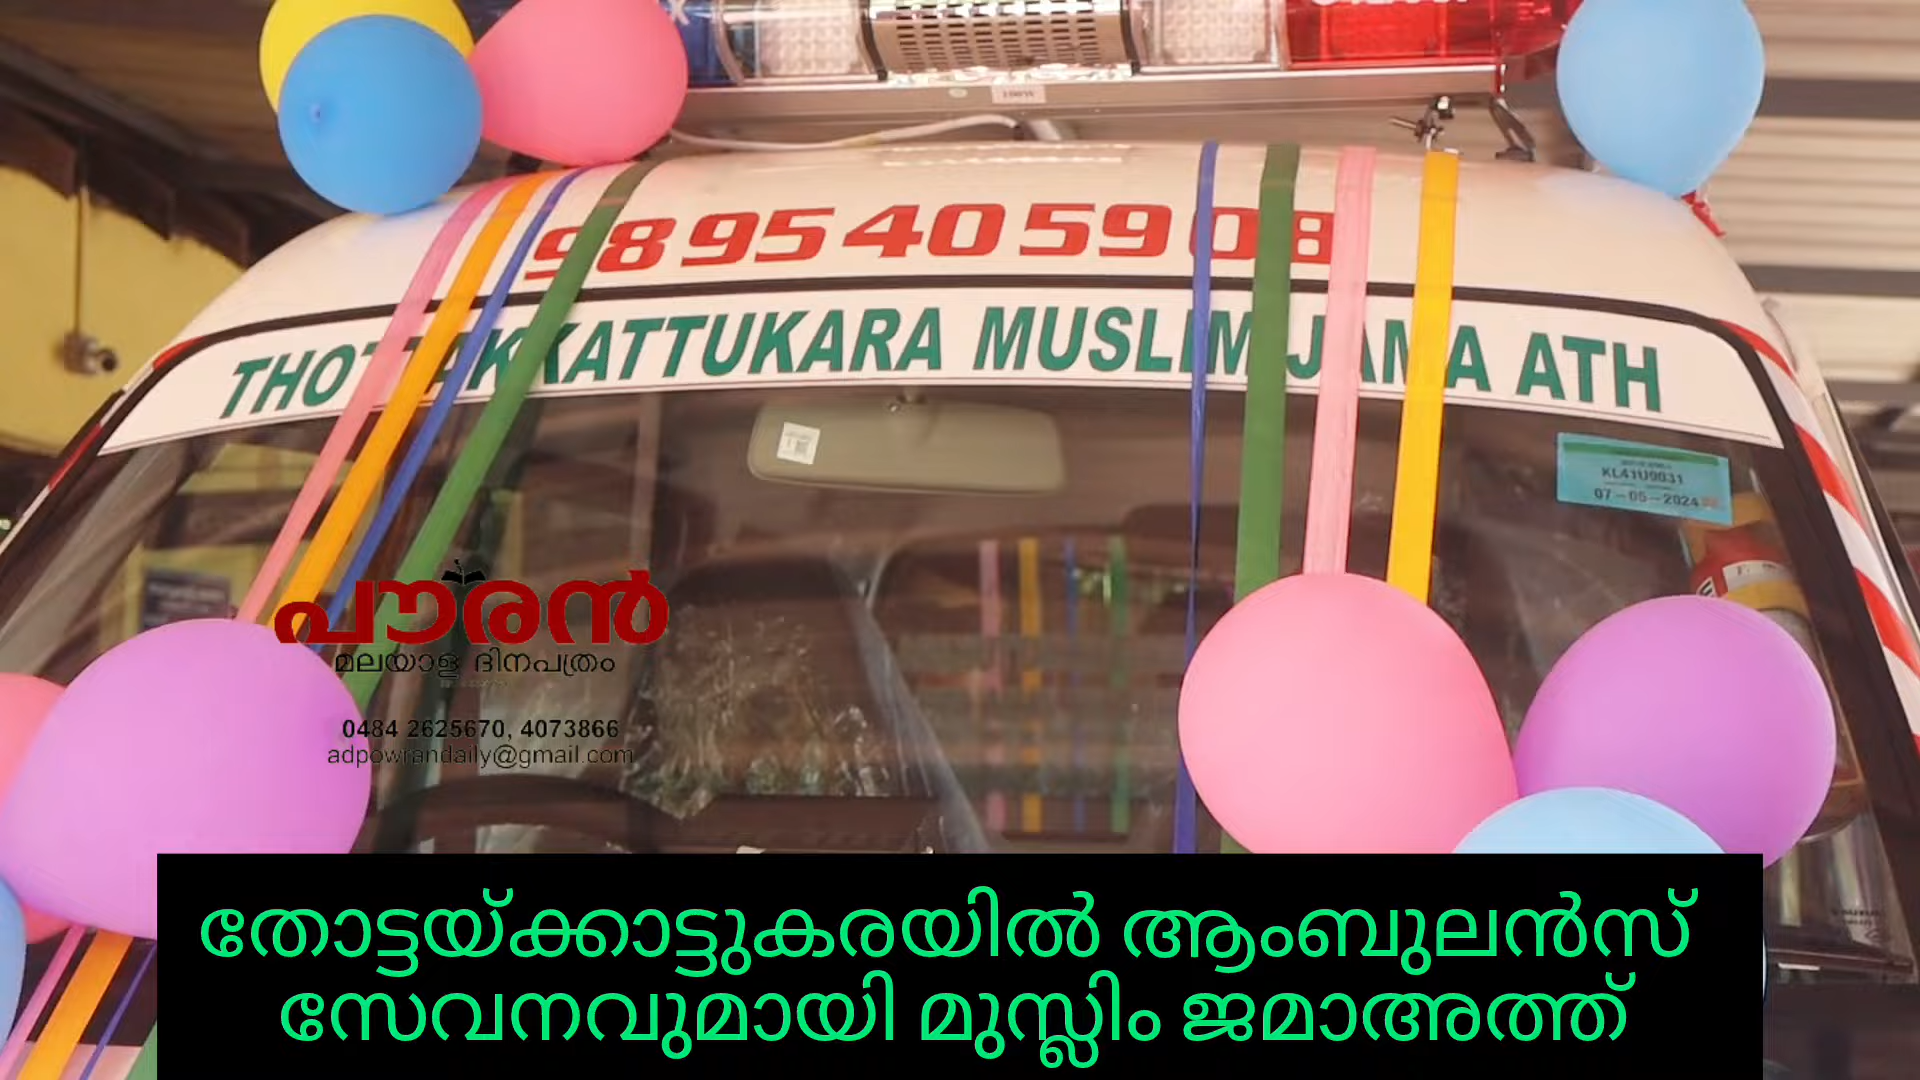 9895405908
THOTTAKKATTUKARA MUSLIM JAMA ATH
KL41U9031
07-05-2024
പൗരൻ
മലയാള ദിനപത്രം
0484 2625670, 4073866
adpowrandaily@gmail.com
തോട്ടയ്ക്കാട്ടുകരയിൽ ആംബുലൻസ്
സേവനവുമായി മുസ്ലിം ജമാഅത്ത്